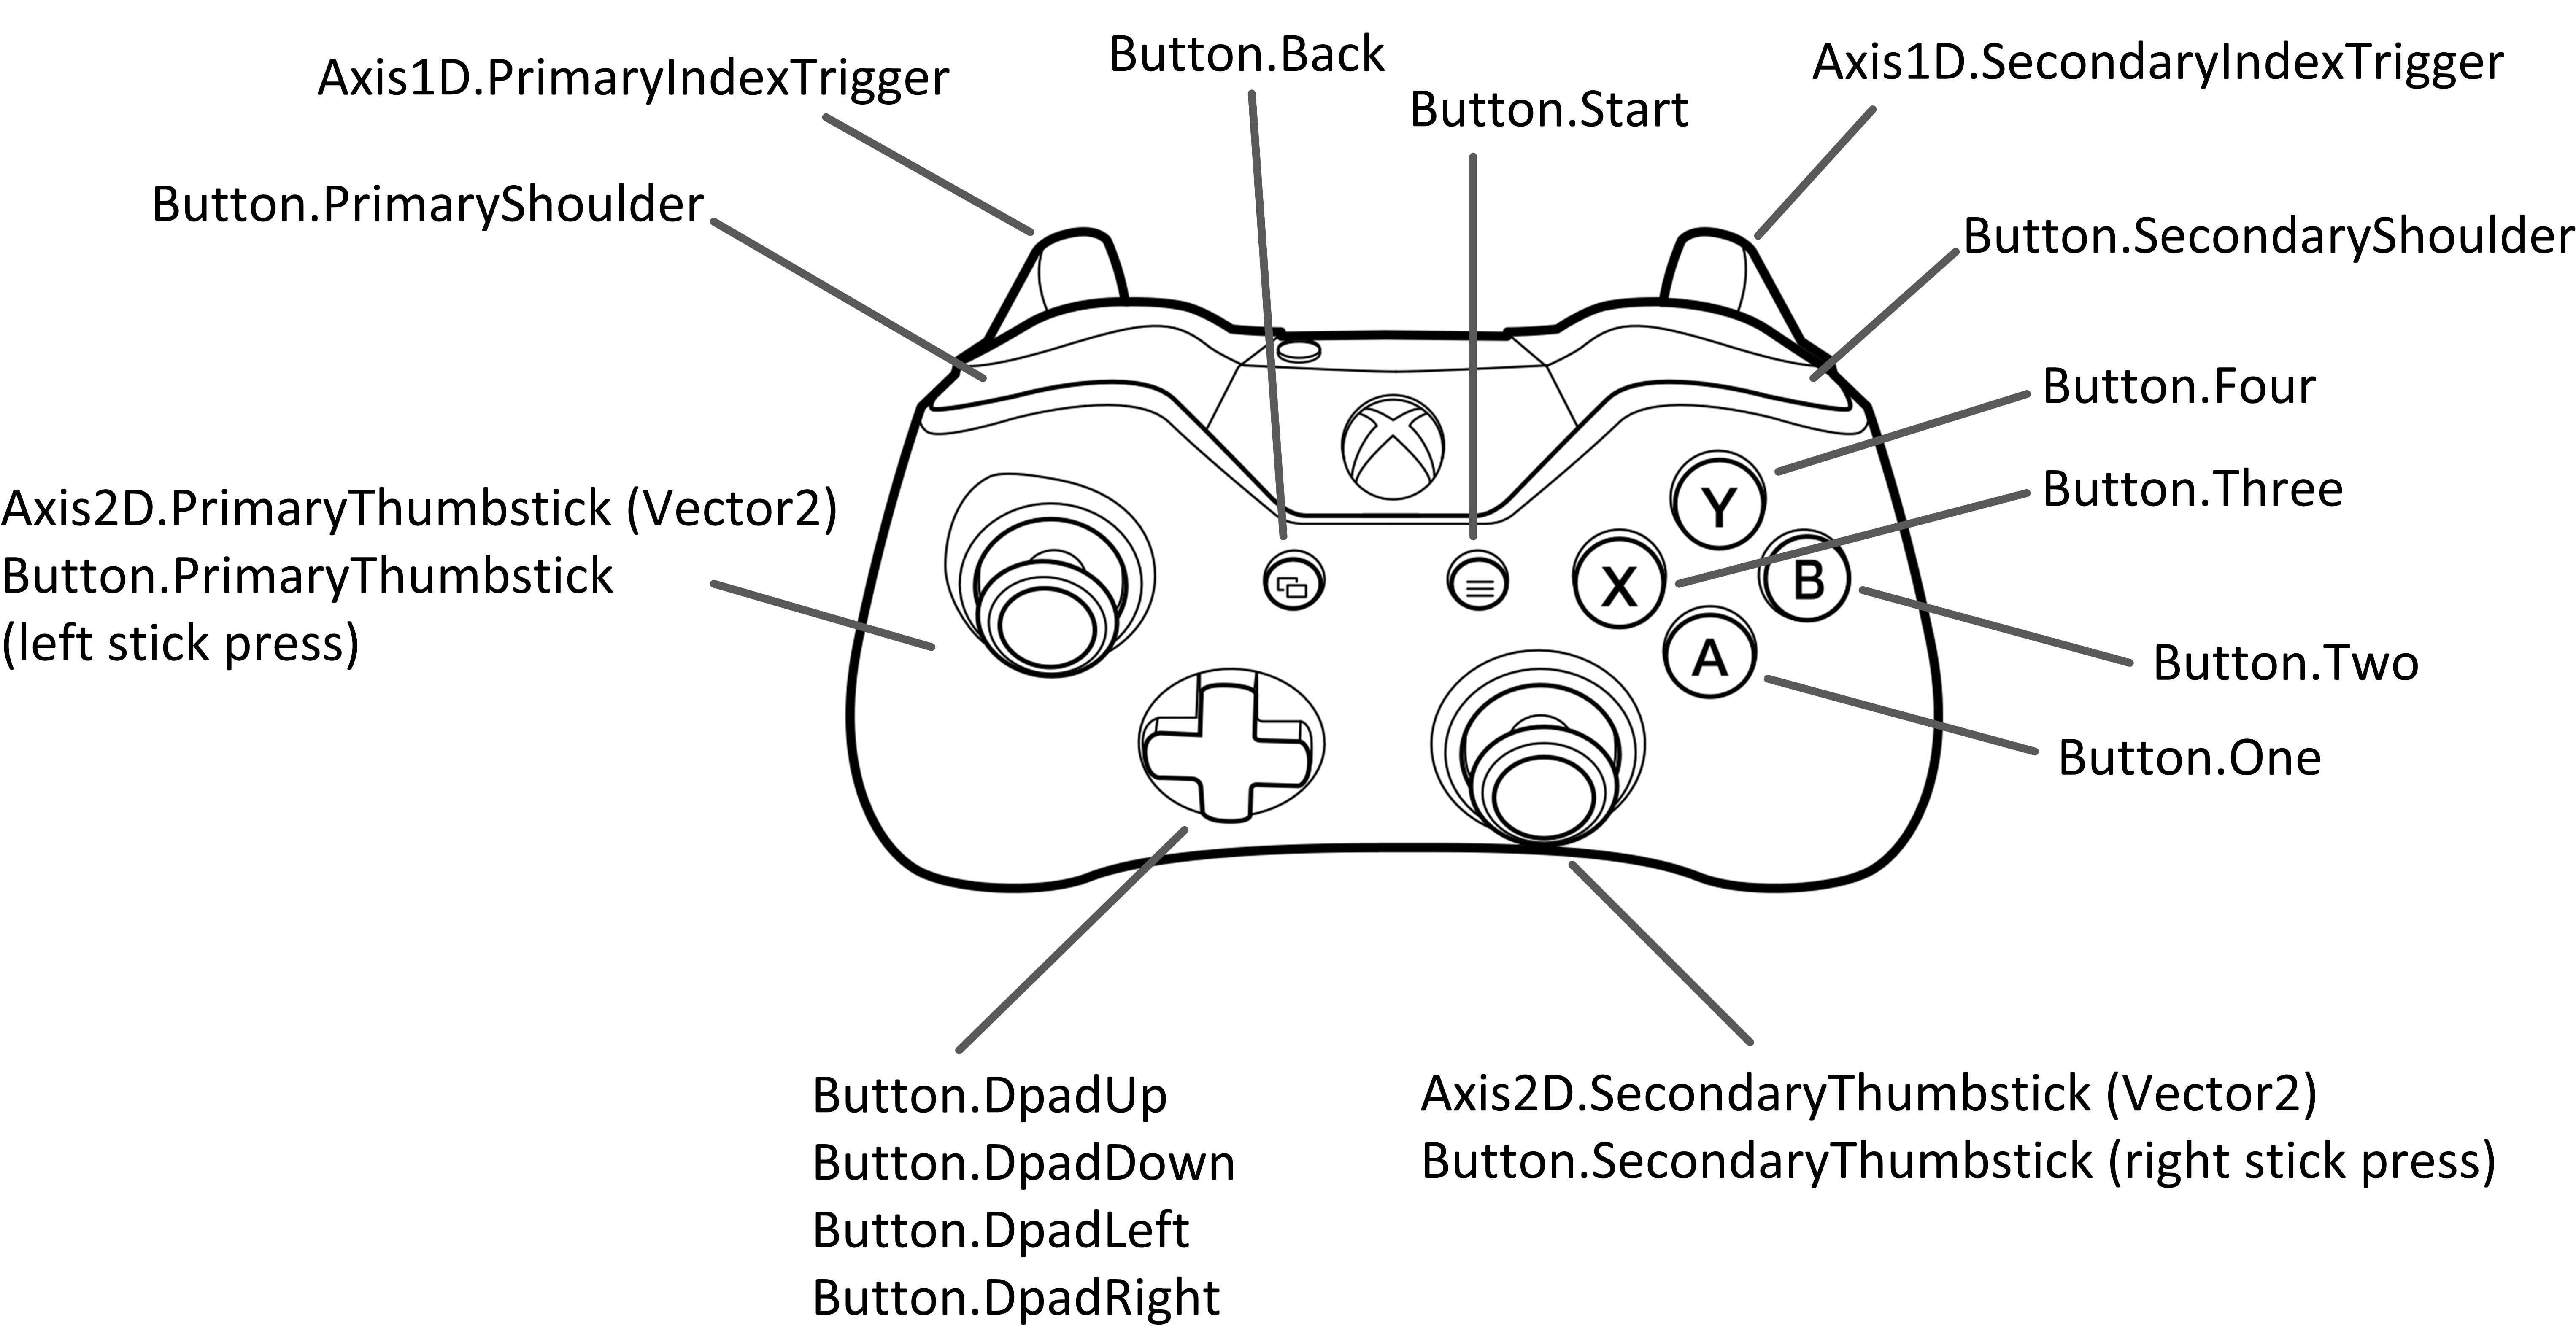 Button.Back
Axis1D.SecondaryIndexTrigger
Axis1D.PrimaryIndexTrigger
Button.Start
Button.PrimaryShoulder
Button.SecondaryShoulder
Button.Four
Button.Three
Axis2D.PrimaryThumbstick (Vector2)
Button.PrimaryThumbstick
(left stick press)
Y
X
B
A
Button.Two
Button.One
Button.DpadUp
Button.DpadDown
Button.DpadLeft
Button.DpadRight
Axis2D.SecondaryThumbstick (Vector2)
Button.SecondaryThumbstick (right stick press)